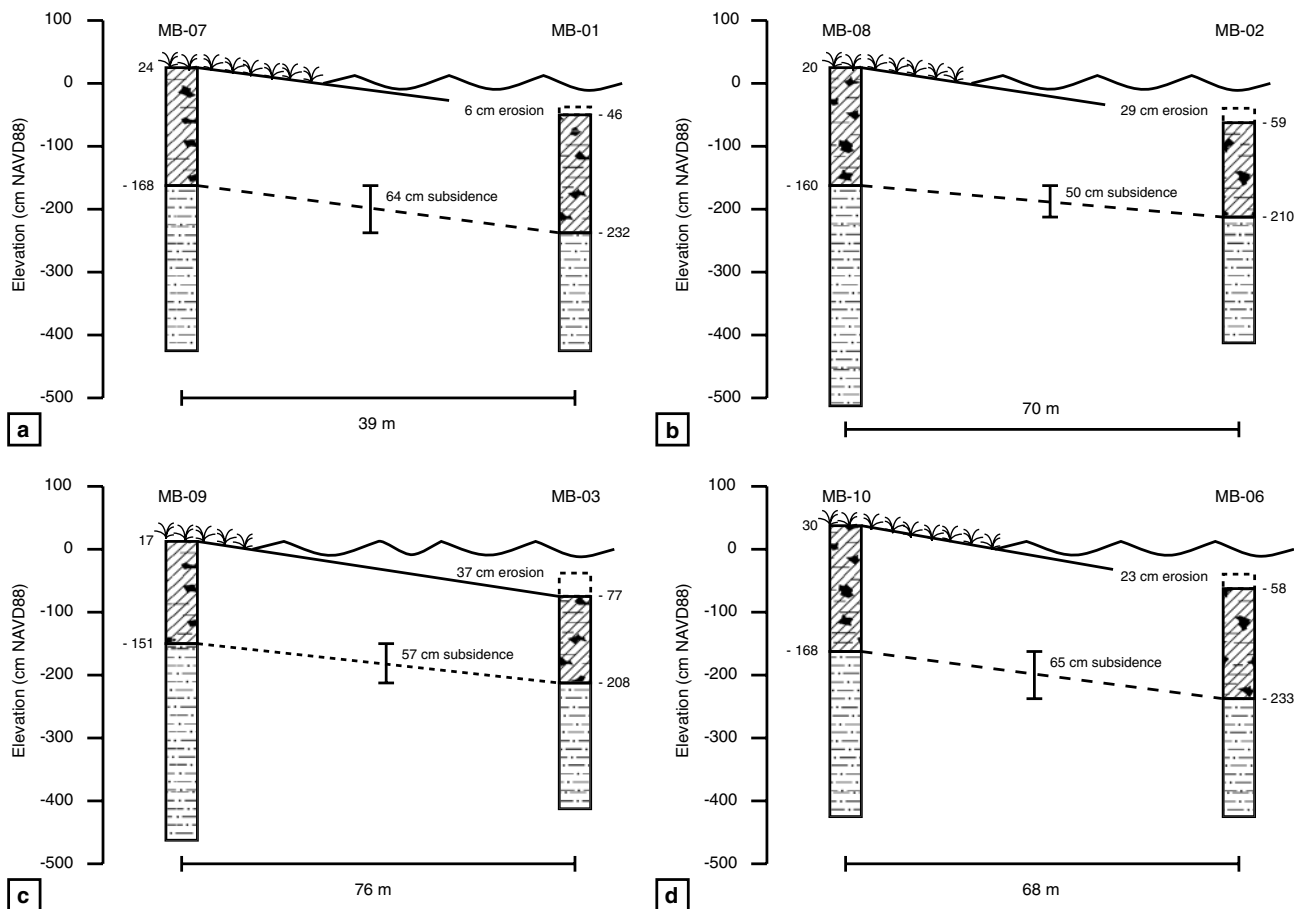 MB-07
MB-01
100
0
-100
-200
-300
-400
-500
Elevation (cm NAVD88)
24
6 cm erosion
- 46
- 168
64 cm subsidence
- 232
39 m
a
MB-08
MB-02
100
0
-100
-200
-300
-400
-500
Elevation (cm NAVD88)
20
29 cm erosion
- 59
- 160
50 cm subsidence
- 210
70 m
b
MB-09
MB-03
100
0
-100
-200
-300
-400
-500
Elevation (cm NAVD88)
17
37 cm erosion
- 77
- 151
57 cm subsidence
- 208
76 m
c
MB-10
MB-06
100
0
-100
-200
-300
-400
-500
Elevation (cm NAVD88)
30
23 cm erosion
- 58
- 168
65 cm subsidence
- 233
68 m
d